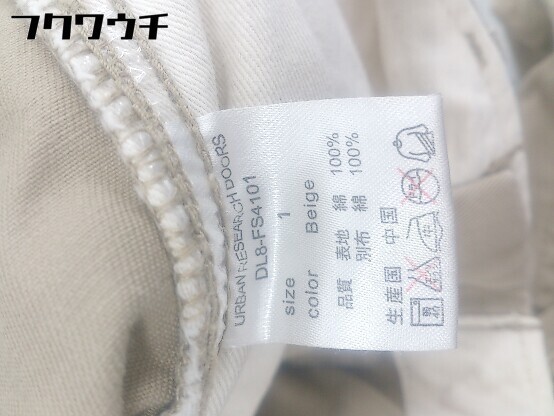 フクワウチ
URBAN RESEARCH DOORS
DL8-FS4101
size 1
color Beige
品質 表地 綿 100%
別布 綿 100%
生産国 中国